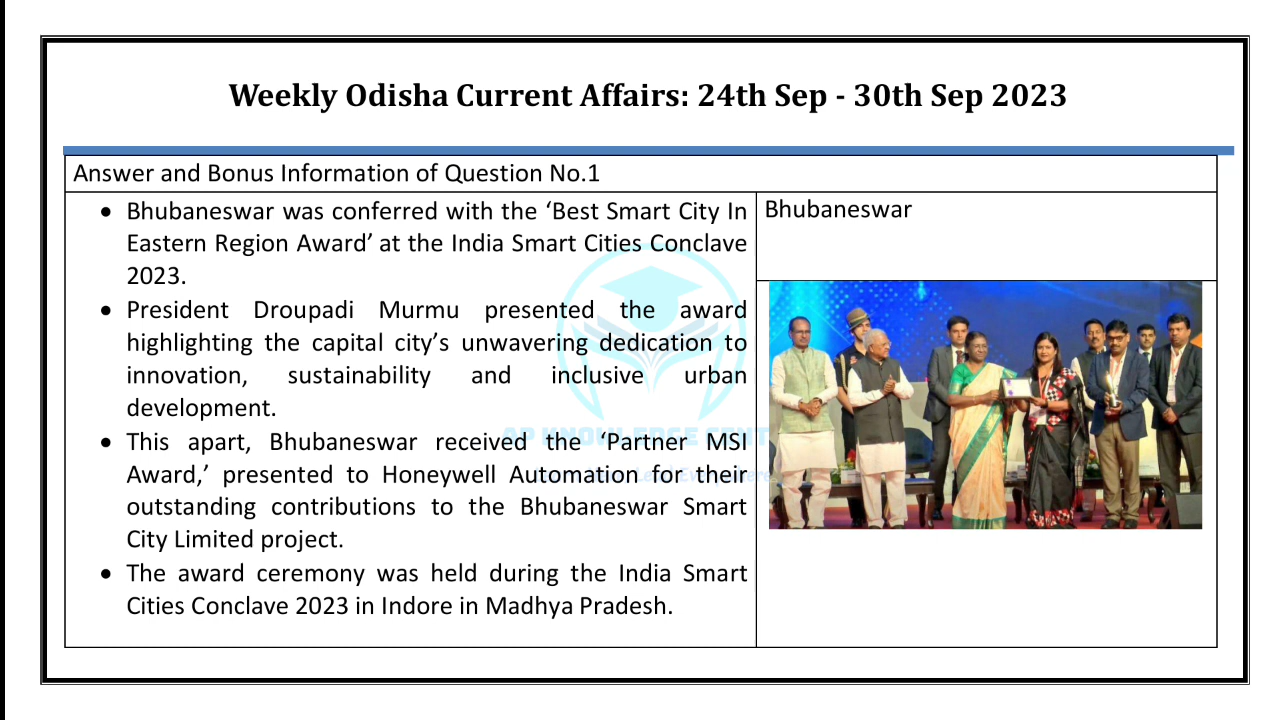 Weekly Odisha Current Affairs: 24th Sep - 30th Sep 2023
Answer and Bonus Information of Question No.1
• Bhubaneswar was conferred with the ‘Best Smart City In
Eastern Region Award’ at the India Smart Cities Conclave
2023.
• President Droupadi Murmu presented the award
highlighting the capital city’s unwavering dedication to
innovation, sustainability and inclusive urban
development.
• This apart, Bhubaneswar received the ‘Partner MSI
Award,’ presented to Honeywell Automation for their
outstanding contributions to the Bhubaneswar Smart
City Limited project.
• The award ceremony was held during the India Smart
Cities Conclave 2023 in Indore in Madhya Pradesh.
Bhubaneswar
AP KNOWLEDGE CENT